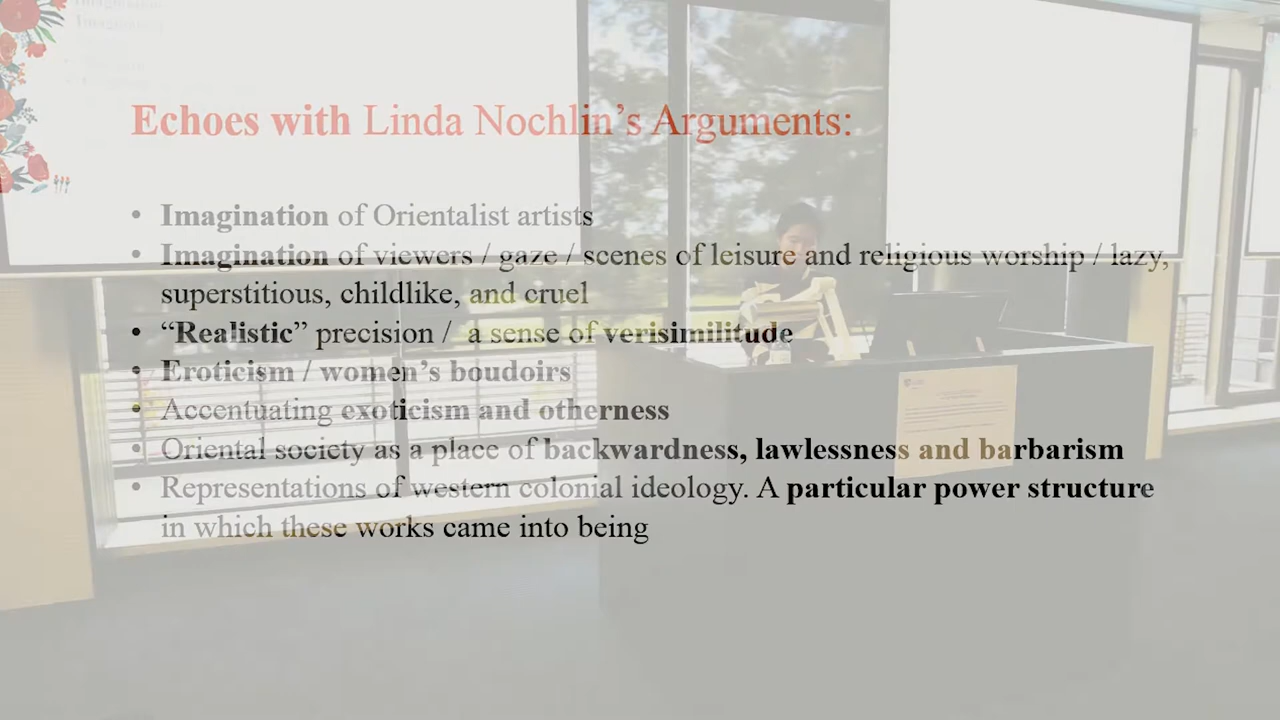 Echoes with Linda Nochlin's Arguments:
• Imagination of Orientalist artists
• Imagination of viewers / gaze / scenes of leisure and religious worship / lazy,
superstitious, childlike, and cruel
• “Realistic” precision / a sense of verisimilitude
• Eroticism / women’s boudoirs
• Accentuating exoticism and otherness
• Oriental society as a place of backwardness, lawlessness and barbarism
• Representations of western colonial ideology. A particular power structure
in which these works came into being